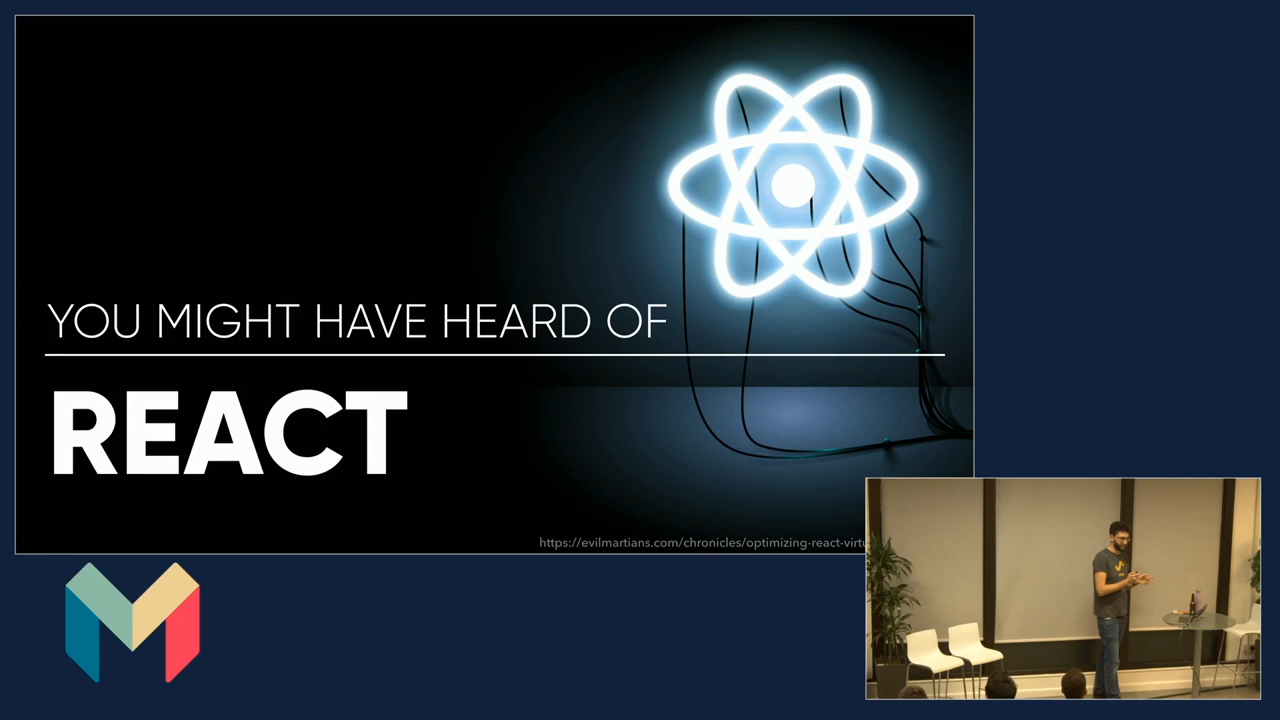 YOU MIGHT HAVE HEARD OF
REACT
https://evilmartians.com/chronicles/optimizing-react-virtu